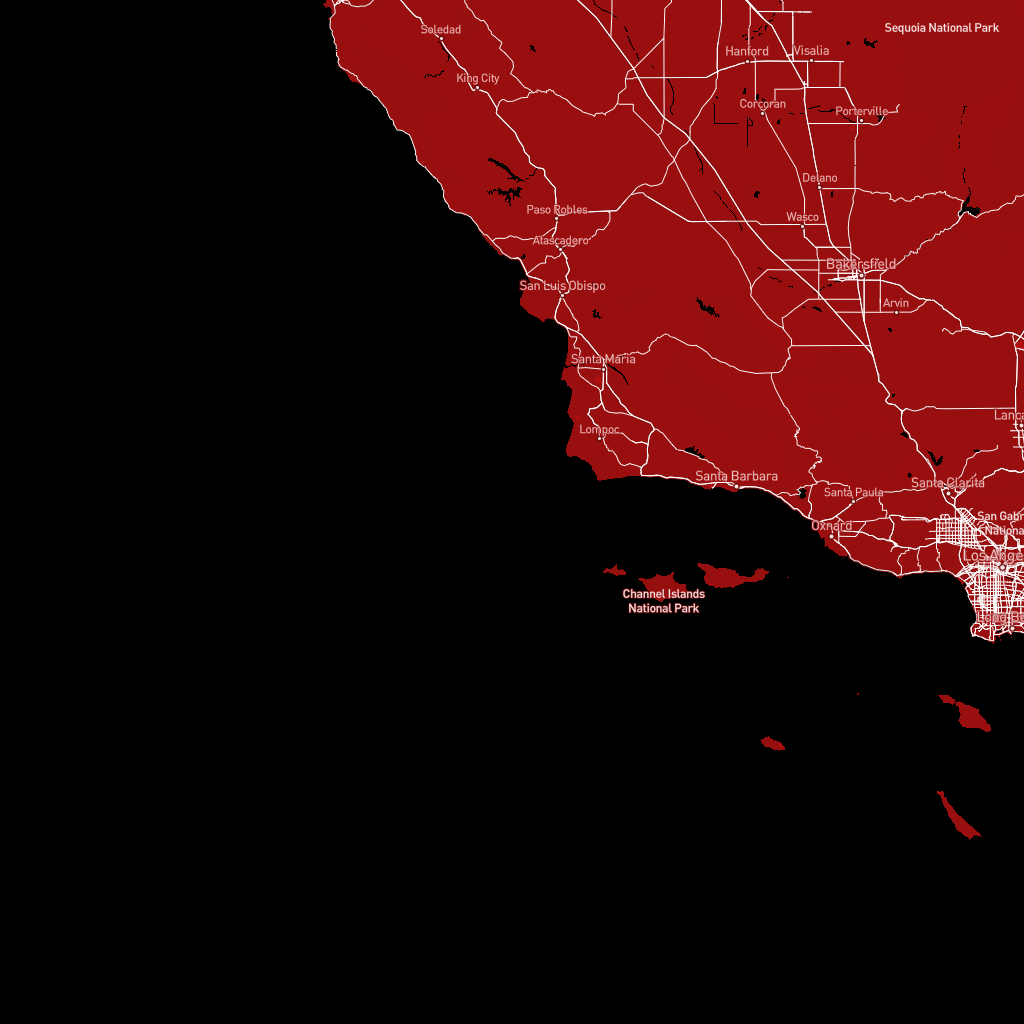 Sequoia National Park
Soledad
Hanford
Visalia
King City
Corcoran
Porterville
Delano
Paso Robles
Wasco
Atascadero
Bakersfield
San Luis Obispo
Arvin
Santa Maria
Lanca
Lompoc
Santa Barbara
Santa Clarita
Santa Paula
San Gabr
Nationa
Oxnard
Los Ange
Channel Islands
National Park
Long B